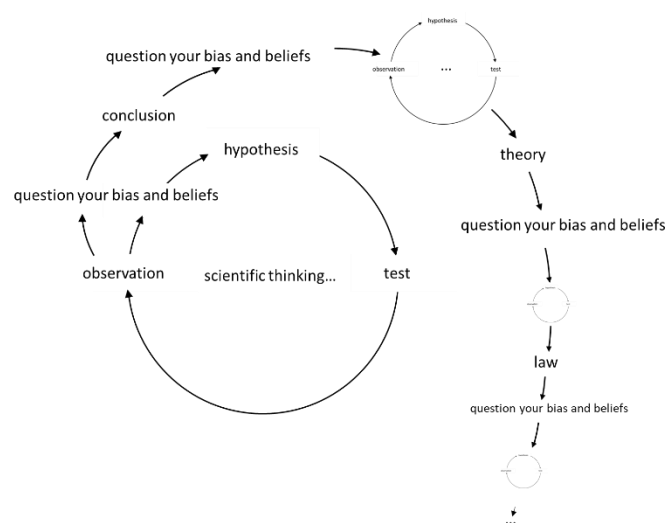 hypothesis
question your bias and beliefs
observation
...
test
conclusion
hypothesis
theory
question your bias and beliefs
question your bias and beliefs
observation
scientific thinking...
test
law
question your bias and beliefs
...